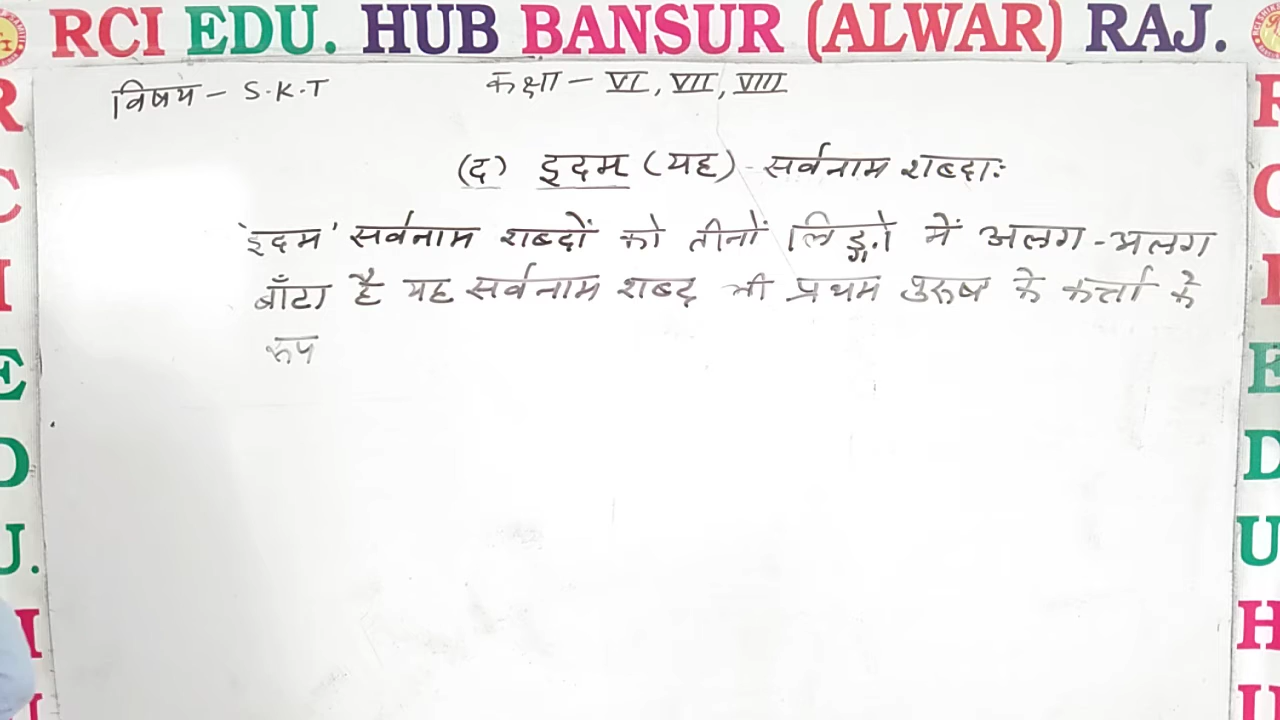 RCI EDU. HUB BANSUR (ALWAR) RAJ.
विषय - S.K.T
कक्षा - VI, VII, VIII
(द) इदम (यह) - सर्वनाम शब्दाः
'इदम' सर्वनाम शब्दों को तीनों लिङ्गो में अलग-अलग
बाँटा है यह सर्वनाम शब्द भी प्रथम पुरुष के कर्त्ता के
रूप
R
C
I
E
D
U.
H
R
C
I
E
D
U
H
U